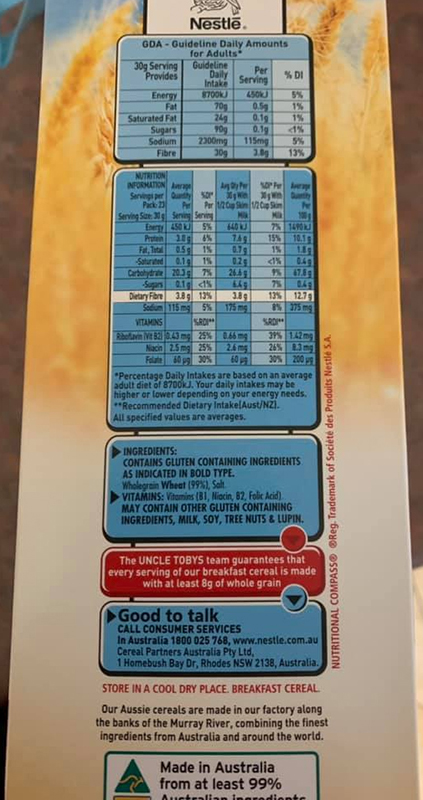 Nestlé®
GDA - Guideline Daily Amounts
for Adults*
30g Serving Provides | Guideline Daily Intake | Per Serving | % DI
Energy 8700kJ 450kJ 5%
Fat 70g 0.5g 1%
Saturated Fat 24g 0.1g 1%
Sugars 90g 0.1g <1%
Sodium 2300mg 115mg 5%
Fibre 30g 3.8g 13%
NUTRITION INFORMATION Servings per Pack: 23 Serving Size: 30 g | Average Quantity Per Serving | %DI* Per Serving | Avg Qty Per 30 g With 1/2 Cup Skim Milk | %DI* Per 30 g With 1/2 Cup Skim Milk | Average Quantity Per 100 g
Energy 450 kJ 5% 640 kJ 7% 1490 kJ
Protein 3.0 g 6% 7.6 g 15% 10.1 g
Fat, Total 0.5 g 1% 0.7 g 1% 1.8 g
-Saturated 0.1 g 1% 0.2 g <1% 0.4 g
Carbohydrate 20.3 g 7% 26.6 g 9% 67.8 g
-Sugars 0.1 g <1% 6.4 g 7% 0.4 g
Dietary Fibre 3.8 g 13% 3.8 g 13% 12.7 g
Sodium 115 mg 5% 175 mg 8% 375 mg
VITAMINS %RDI** %RDI**
Riboflavin (Vit B2) 0.43 mg 25% 0.66 mg 39% 1.42 mg
Niacin 2.5 mg 25% 2.6 mg 26% 8.3 mg
Folate 60 µg 30% 60 µg 30% 200 µg
*Percentage Daily Intakes are based on an average
adult diet of 8700kJ. Your daily intakes may be
higher or lower depending on your energy needs.
**Recommended Dietary Intake(Aust/NZ).
All specified values are averages.
INGREDIENTS:
CONTAINS GLUTEN CONTAINING INGREDIENTS
AS INDICATED IN BOLD TYPE.
Wholegrain Wheat (99%), Salt.
VITAMINS: Vitamins (B1, Niacin, B2, Folic Acid).
MAY CONTAIN OTHER GLUTEN CONTAINING
INGREDIENTS, MILK, SOY, TREE NUTS & LUPIN.
The UNCLE TOBYS team guarantees that
every serving of our breakfast cereal is made
with at least 8g of whole grain
Good to talk
CALL CONSUMER SERVICES
In Australia 1800 025 768, www.nestle.com.au
Cereal Partners Australia Pty Ltd,
1 Homebush Bay Dr, Rhodes NSW 2138, Australia.
NUTRITIONAL COMPASS® ®Reg. Trademark of Société des Produits Nestlé S.A.
STORE IN A COOL DRY PLACE. BREAKFAST CEREAL.
Our Aussie cereals are made in our factory along
the banks of the Murray River, combining the finest
ingredients from Australia and around the world.
Made in Australia
from at least 99%
Australian ingredients